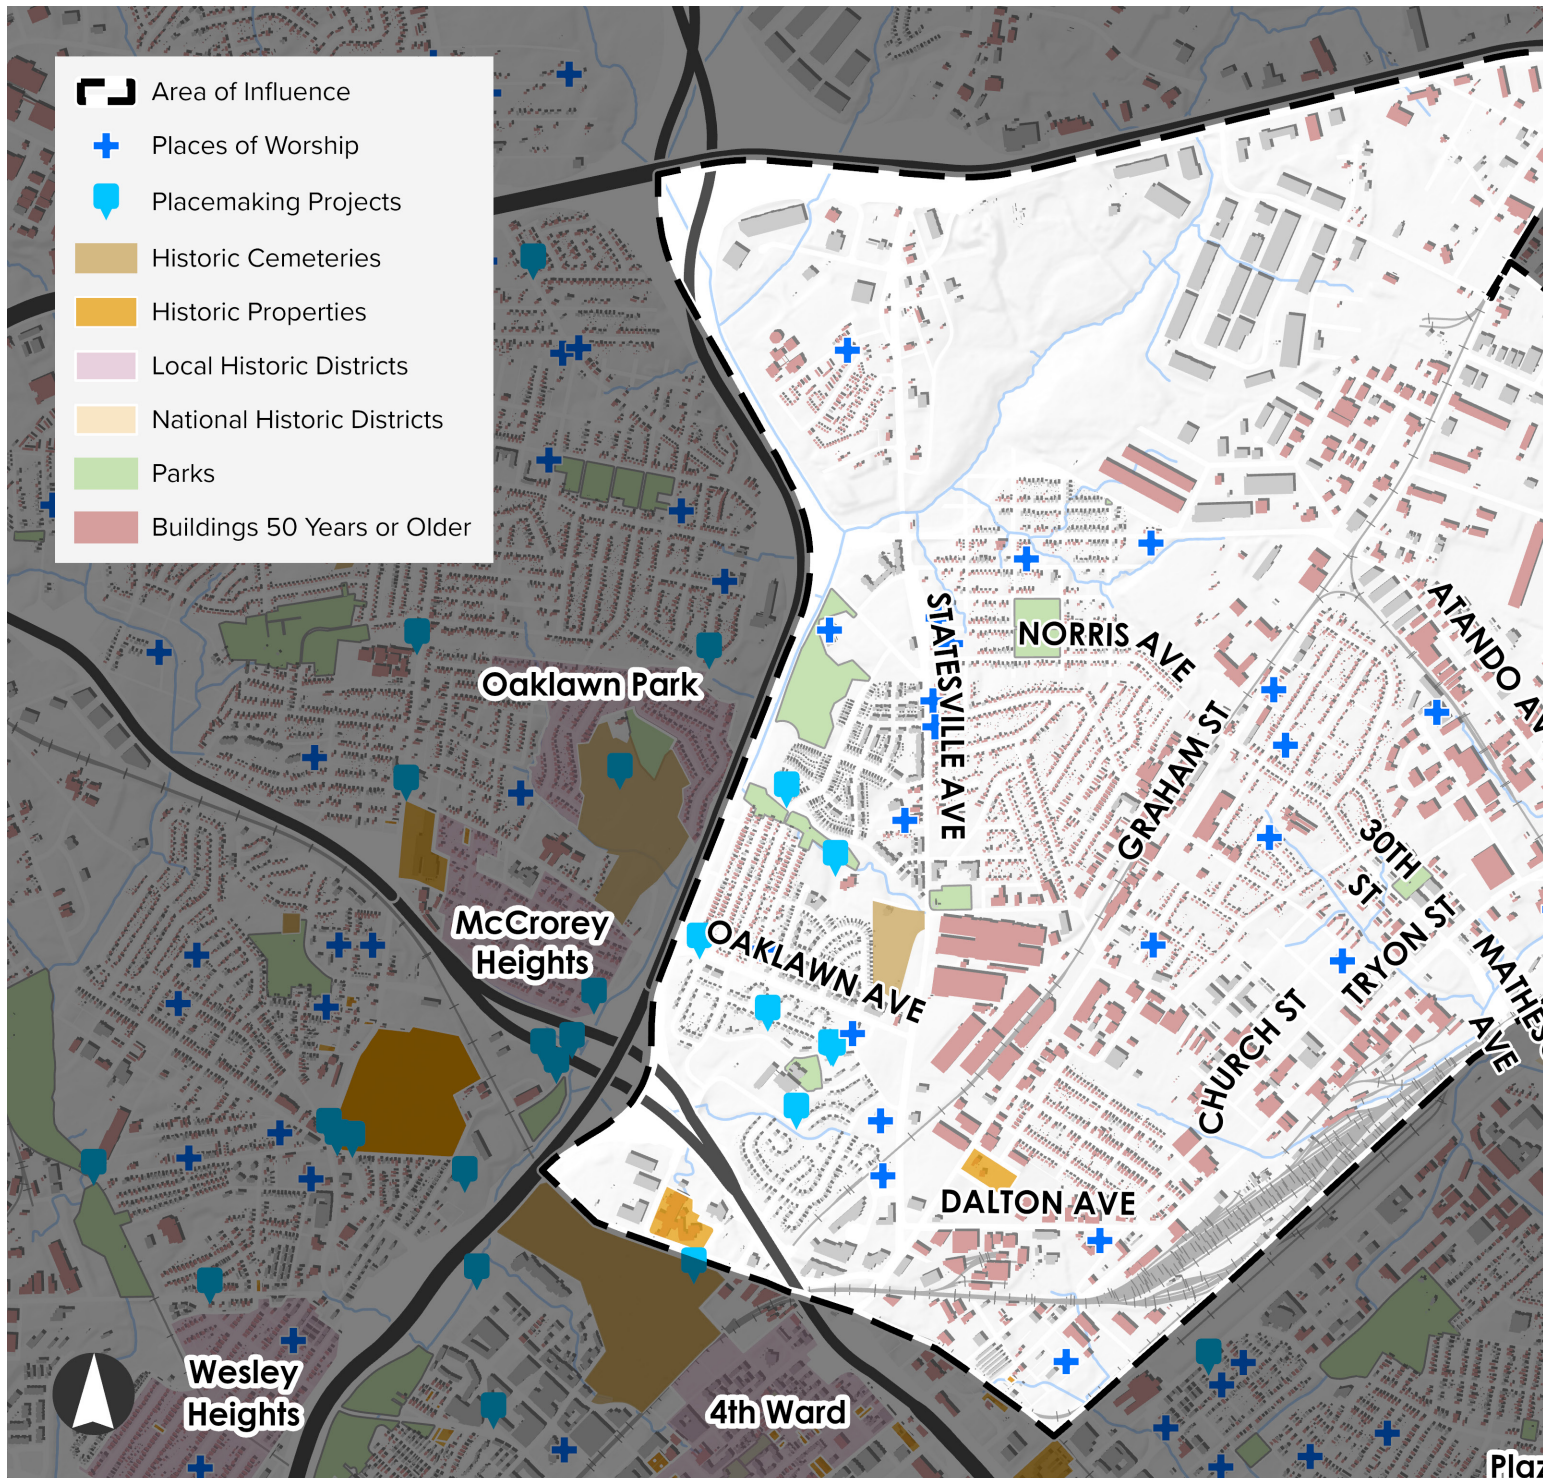 Area of Influence
Places of Worship
Placemaking Projects
Historic Cemeteries
Historic Properties
Local Historic Districts
National Historic Districts
Parks
Buildings 50 Years or Older
STATESVILLE AVE
NORRIS AVE
ATANDO AV
Oaklawn Park
GRAHAM ST
30TH
ST
McCrorey
Heights
OAKLAWN AVE
TRYON ST
MATHES
AVE
CHURCH ST
DALTON AVE
Wesley
Heights
4th Ward
Plaz